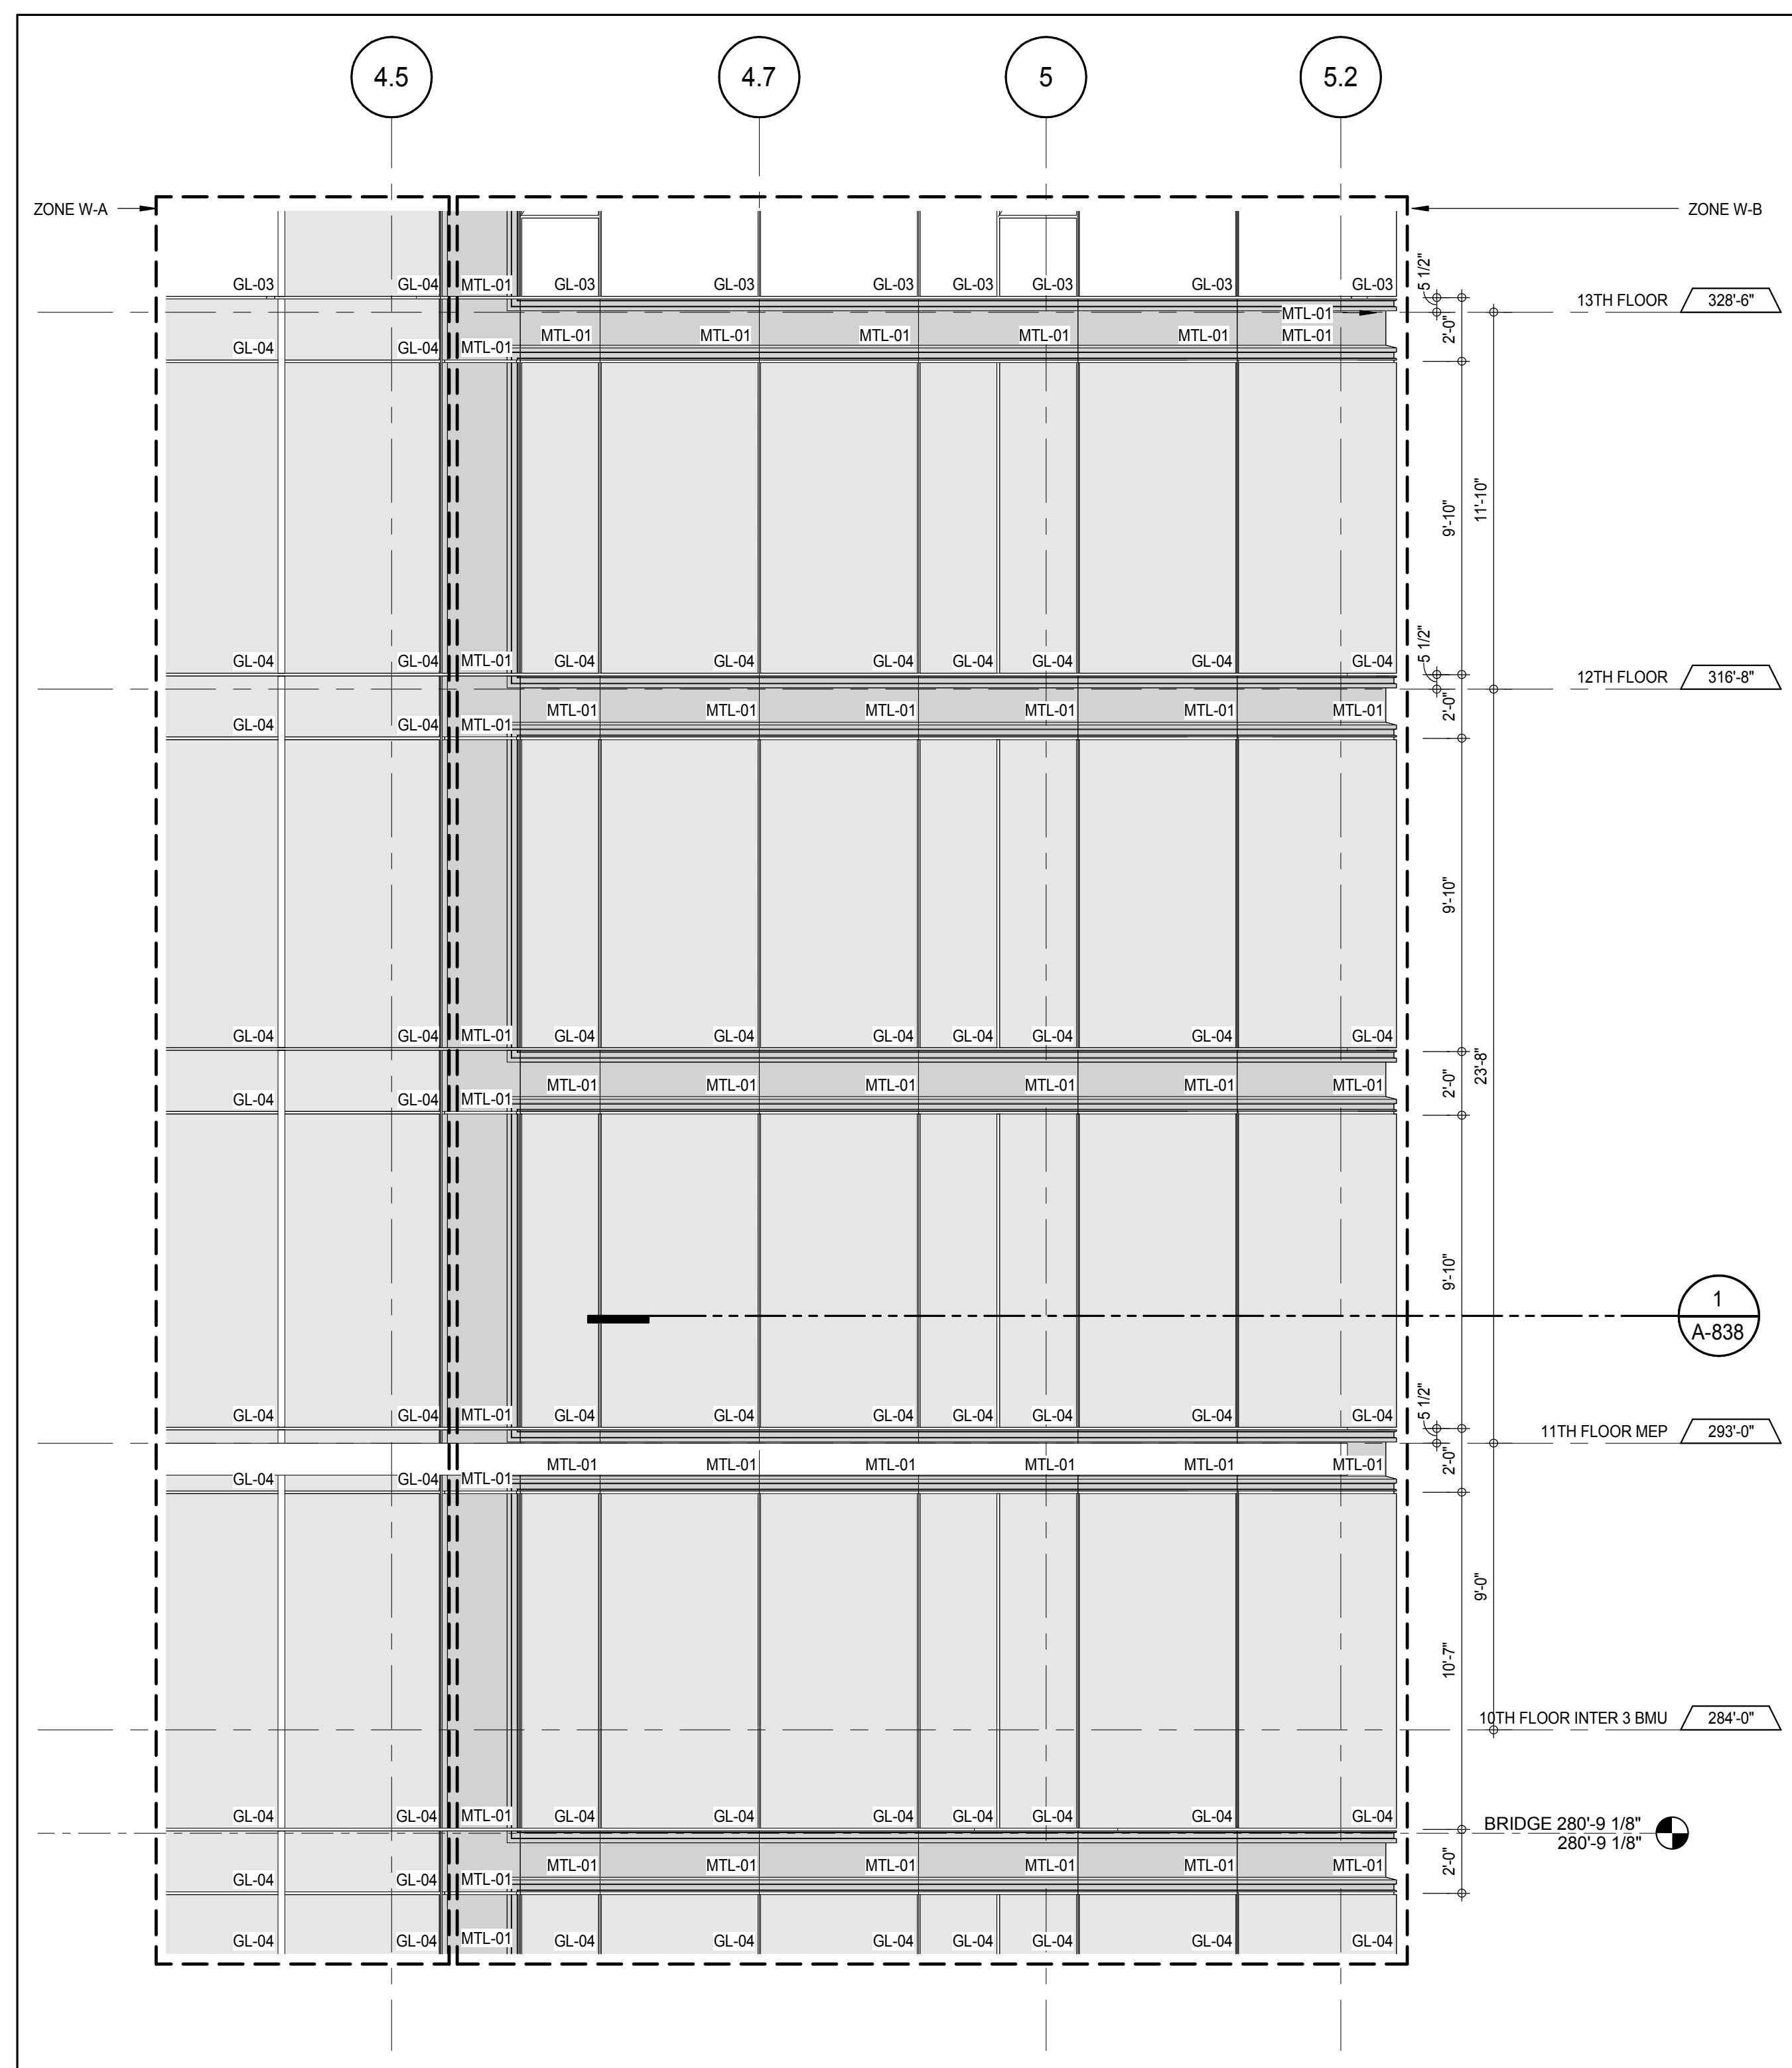 4.5 4.7 5 5.2
ZONE W-A ZONE W-B
GL-03 GL-04 MTL-01 GL-03 GL-03 GL-03 GL-03 GL-03 GL-03 GL-03 5 1/2"
13TH FLOOR 328'-6"
MTL-01
MTL-01 MTL-01 MTL-01 MTL-01 MTL-01 MTL-01 2'-0"
GL-04 GL-04 MTL-01
9'-10" 11'-10"
GL-04 GL-04 MTL-01 GL-04 GL-04 GL-04 GL-04 GL-04 GL-04 GL-04 5 1/2"
12TH FLOOR 316'-8"
MTL-01 MTL-01 MTL-01 MTL-01 MTL-01 MTL-01 2'-0"
GL-04 GL-04 MTL-01
9'-10"
GL-04 GL-04 MTL-01 GL-04 GL-04 GL-04 GL-04 GL-04 GL-04 GL-04
23'-8"
MTL-01 MTL-01 MTL-01 MTL-01 MTL-01 MTL-01 2'-0"
GL-04 GL-04 MTL-01
9'-10"
1
A-838
GL-04 GL-04 MTL-01 GL-04 GL-04 GL-04 GL-04 GL-04 GL-04 GL-04 5 1/2"
11TH FLOOR MEP 293'-0"
MTL-01 MTL-01 MTL-01 MTL-01 MTL-01 MTL-01 2'-0"
GL-04 GL-04 MTL-01
9'-0"
10'-7"
10TH FLOOR INTER 3 BMU 284'-0"
GL-04 GL-04 MTL-01 GL-04 GL-04 GL-04 GL-04 GL-04 GL-04 GL-04
BRIDGE 280'-9 1/8"
280'-9 1/8"
MTL-01 MTL-01 MTL-01 MTL-01 MTL-01 MTL-01 2'-0"
GL-04 GL-04 MTL-01
GL-04 GL-04 MTL-01 GL-04 GL-04 GL-04 GL-04 GL-04 GL-04 GL-04